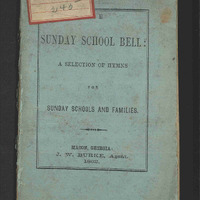 SUNDAY SCHOOL BELL:
A SELECTION OF HYMNS
FOR
SUNDAY SCHOOLS AND FAMILIES.
MACON, GEORGIA:
J. W. BURKE, Agent.